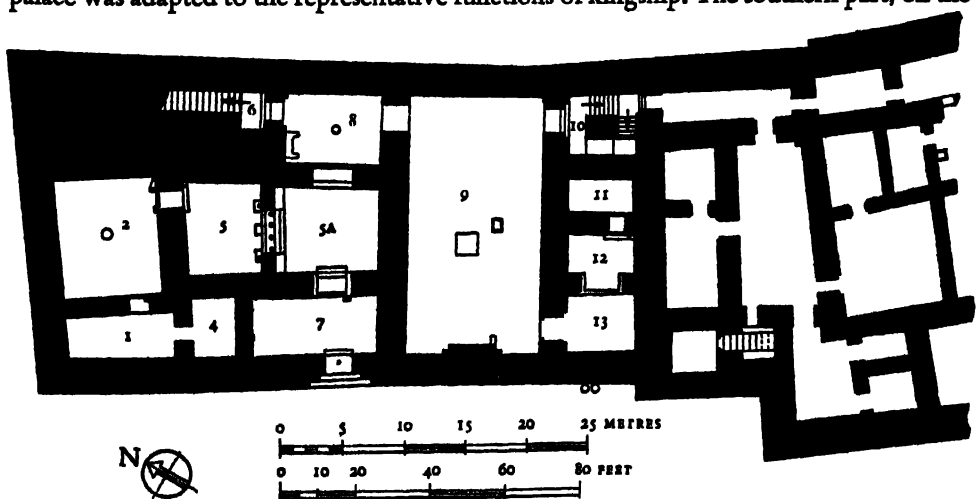 palace was adapted to the representative functions of kingship. The southern part, on the
6
8
10
9
11
2
5
5A
12
1
4
7
13
0 5 10 15 20 25 METRES
N
0 10 20 40 60 80 FEET